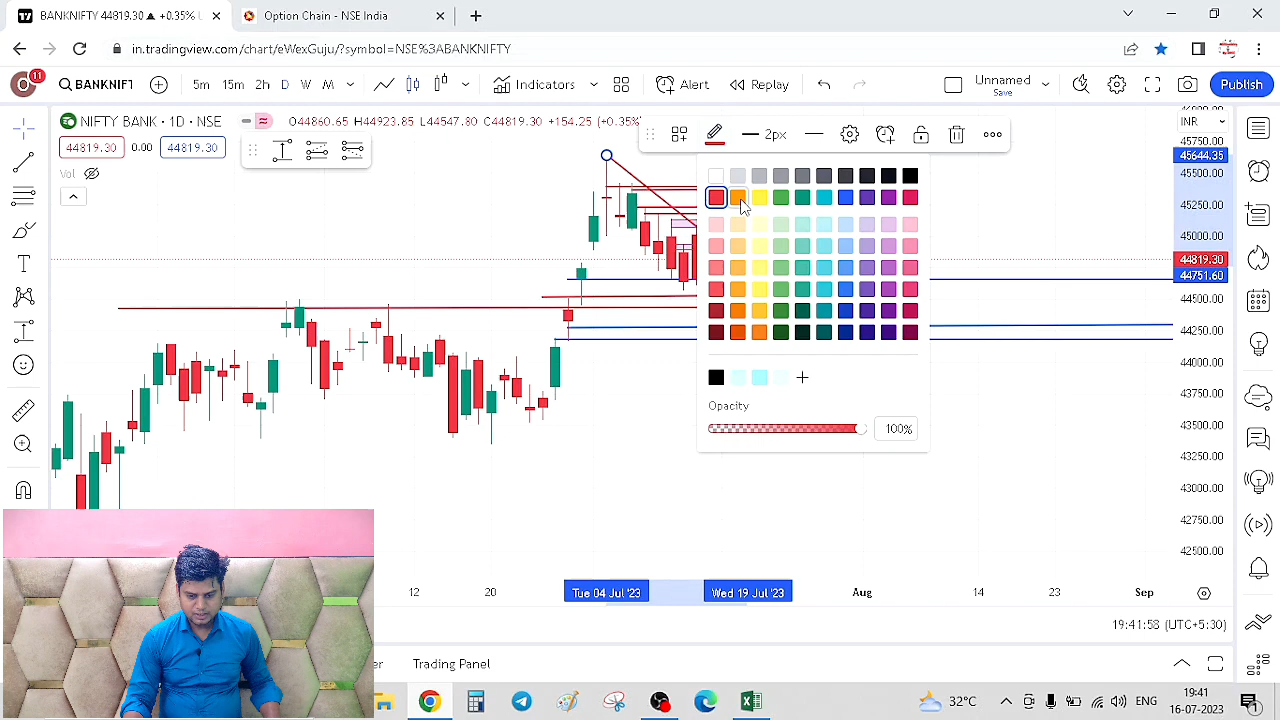 BANKNIFTY 44819.30 ▲ +0.35%
Option Chain - NSE India
in.tradingview.com/chart/eWexGuju/?symbol=NSE%3ABANKNIFTY
11
BANKNIFT
5m
15m
2h
D
W
M
Indicators
Alert
Replay
Unnamed
Save
Publish
NIFTY BANK · 1D · NSE
O44860.65 H44923.85 L44547.80 44819.30 +154.25 (+0.35%
44819.30
0.00
44819.30
Vol
2px
Opacity
100%
INR
45750.00
45644.35
45500.00
45250.00
45000.00
44819.30
44751.60
44500.00
44250.00
44000.00
43750.00
43500.00
43250.00
43000.00
42750.00
42500.00
12
20
Tue 04 Jul '23
Wed 19 Jul '23
Aug
14
23
Sep
19:41:58 (UTC+5:30)
Trading Panel
32°C
ENG
19:41
16-07-2023
1